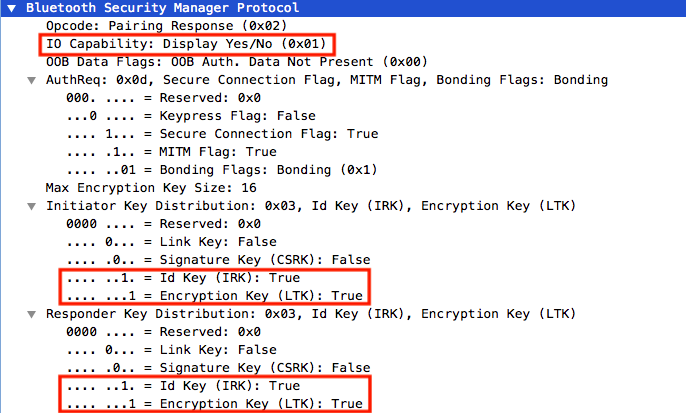 Bluetooth Security Manager Protocol
Opcode: Pairing Response (0x02)
IO Capability: Display Yes/No (0x01)
OOB Data Flags: OOB Auth. Data Not Present (0x00)
AuthReq: 0x0d, Secure Connection Flag, MITM Flag, Bonding Flags: Bonding
000. .... = Reserved: 0x0
...0 .... = Keypress Flag: False
.... 1... = Secure Connection Flag: True
.... .1.. = MITM Flag: True
.... ..01 = Bonding Flags: Bonding (0x1)
Max Encryption Key Size: 16
Initiator Key Distribution: 0x03, Id Key (IRK), Encryption Key (LTK)
0000 .... = Reserved: 0x0
.... 0... = Link Key: False
.... .0.. = Signature Key (CSRK): False
.... ..1. = Id Key (IRK): True
.... ...1 = Encryption Key (LTK): True
Responder Key Distribution: 0x03, Id Key (IRK), Encryption Key (LTK)
0000 .... = Reserved: 0x0
.... 0... = Link Key: False
.... .0.. = Signature Key (CSRK): False
.... ..1. = Id Key (IRK): True
.... ...1 = Encryption Key (LTK): True